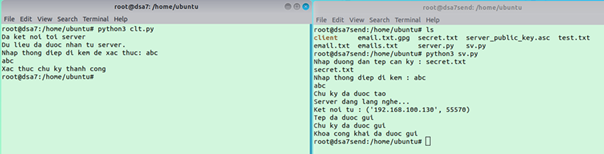 root@dsa7: /home/ubuntu
File Edit View Search Terminal Help
root@dsa7:/home/ubuntu# python3 clt.py
Da ket noi toi server
Du lieu da duoc nhan tu server.
Nhap thong diep di kem de xac thuc: abc
abc
Xac thuc chu ky thanh cong
root@dsa7:/home/ubuntu#
root@dsa7send: /home/ubuntu
File Edit View Search Terminal Help
root@dsa7send:/home/ubuntu# ls
client email.txt.gpg secret.txt server_public_key.asc test.txt
email.txt emails.txt server.py sv.py
root@dsa7send:/home/ubuntu# python3 sv.py
Nhap duong dan tep can ky : secret.txt
secret.txt
Nhap thong diep di kem : abc
abc
Chu ky da duoc tao
Server dang lang nghe...
Ket noi tu : ('192.168.100.130', 55570)
Tep da duoc gui
Chu ky da duoc gui
Khoa cong khai da duoc gui
root@dsa7send:/home/ubuntu#